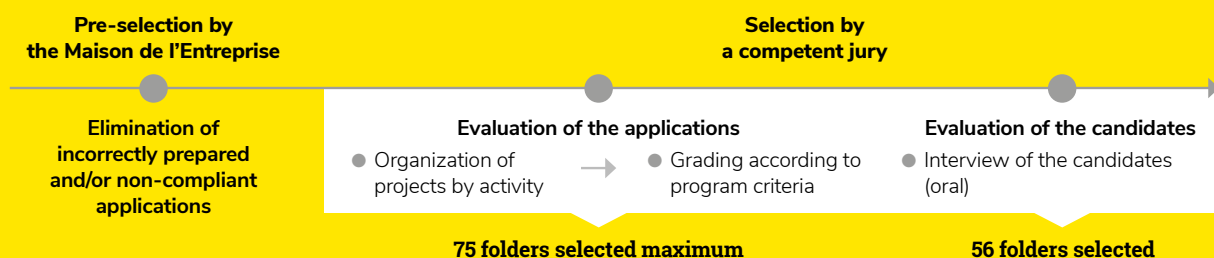 Pre-selection by
the Maison de l’Entreprise
Selection by
a competent jury
Elimination of
incorrectly prepared
and/or non-compliant
applications
Evaluation of the applications
Organization of
projects by activity
Grading according to
program criteria
75 folders selected maximum
Evaluation of the candidates
Interview of the candidates
(oral)
56 folders selected